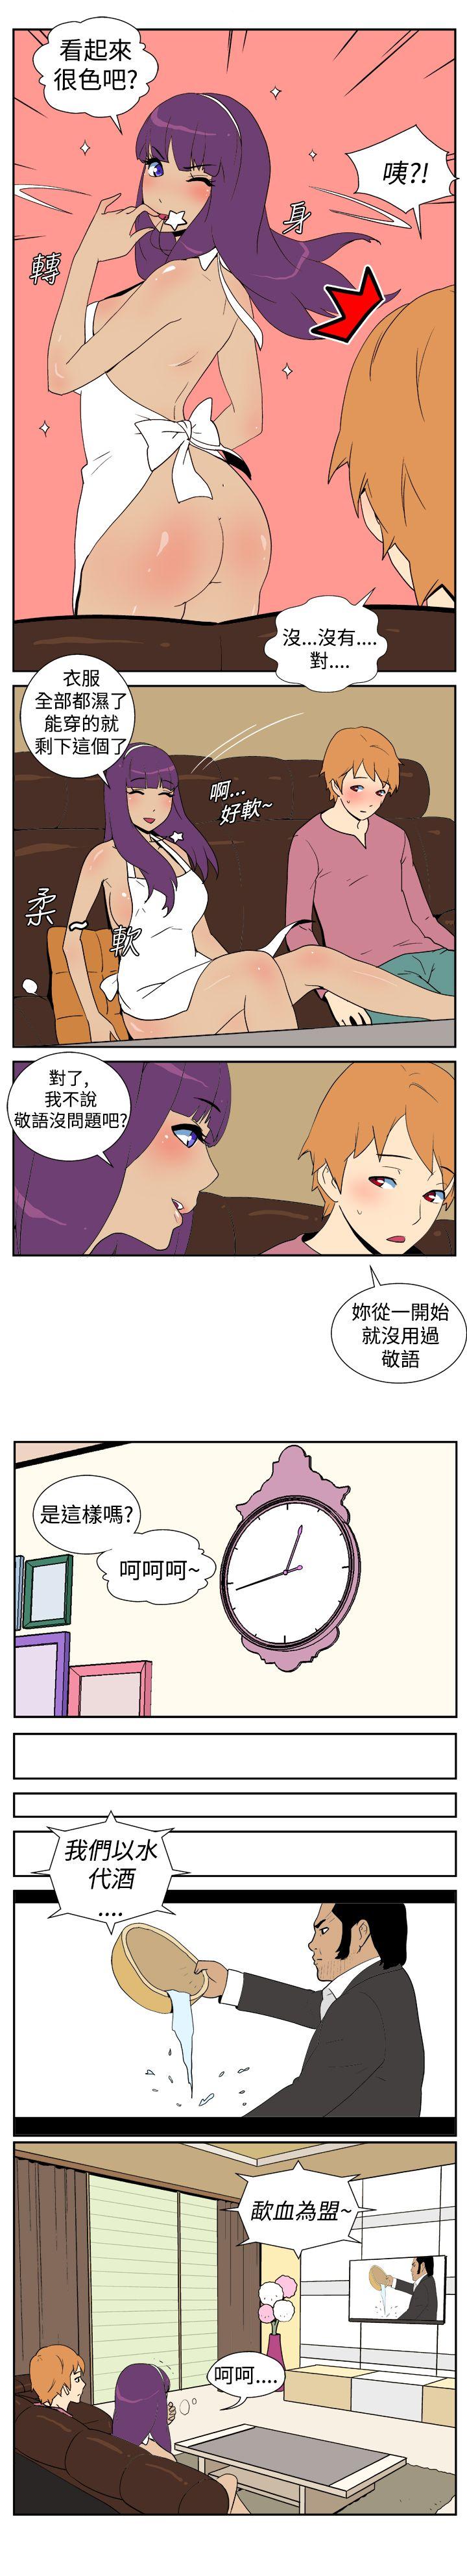 看起來
很色吧?
咦?!
身
轉
沒...沒有....
對....
衣服
全部都濕了
能穿的就
剩下這個了
啊...
好軟~
柔~軟
對了,
我不說
敬語沒問題吧?
妳從一開始
就沒用過
敬語
是這樣嗎?
呵呵呵~
我們以水
代酒
....
歃血為盟~
呵呵....